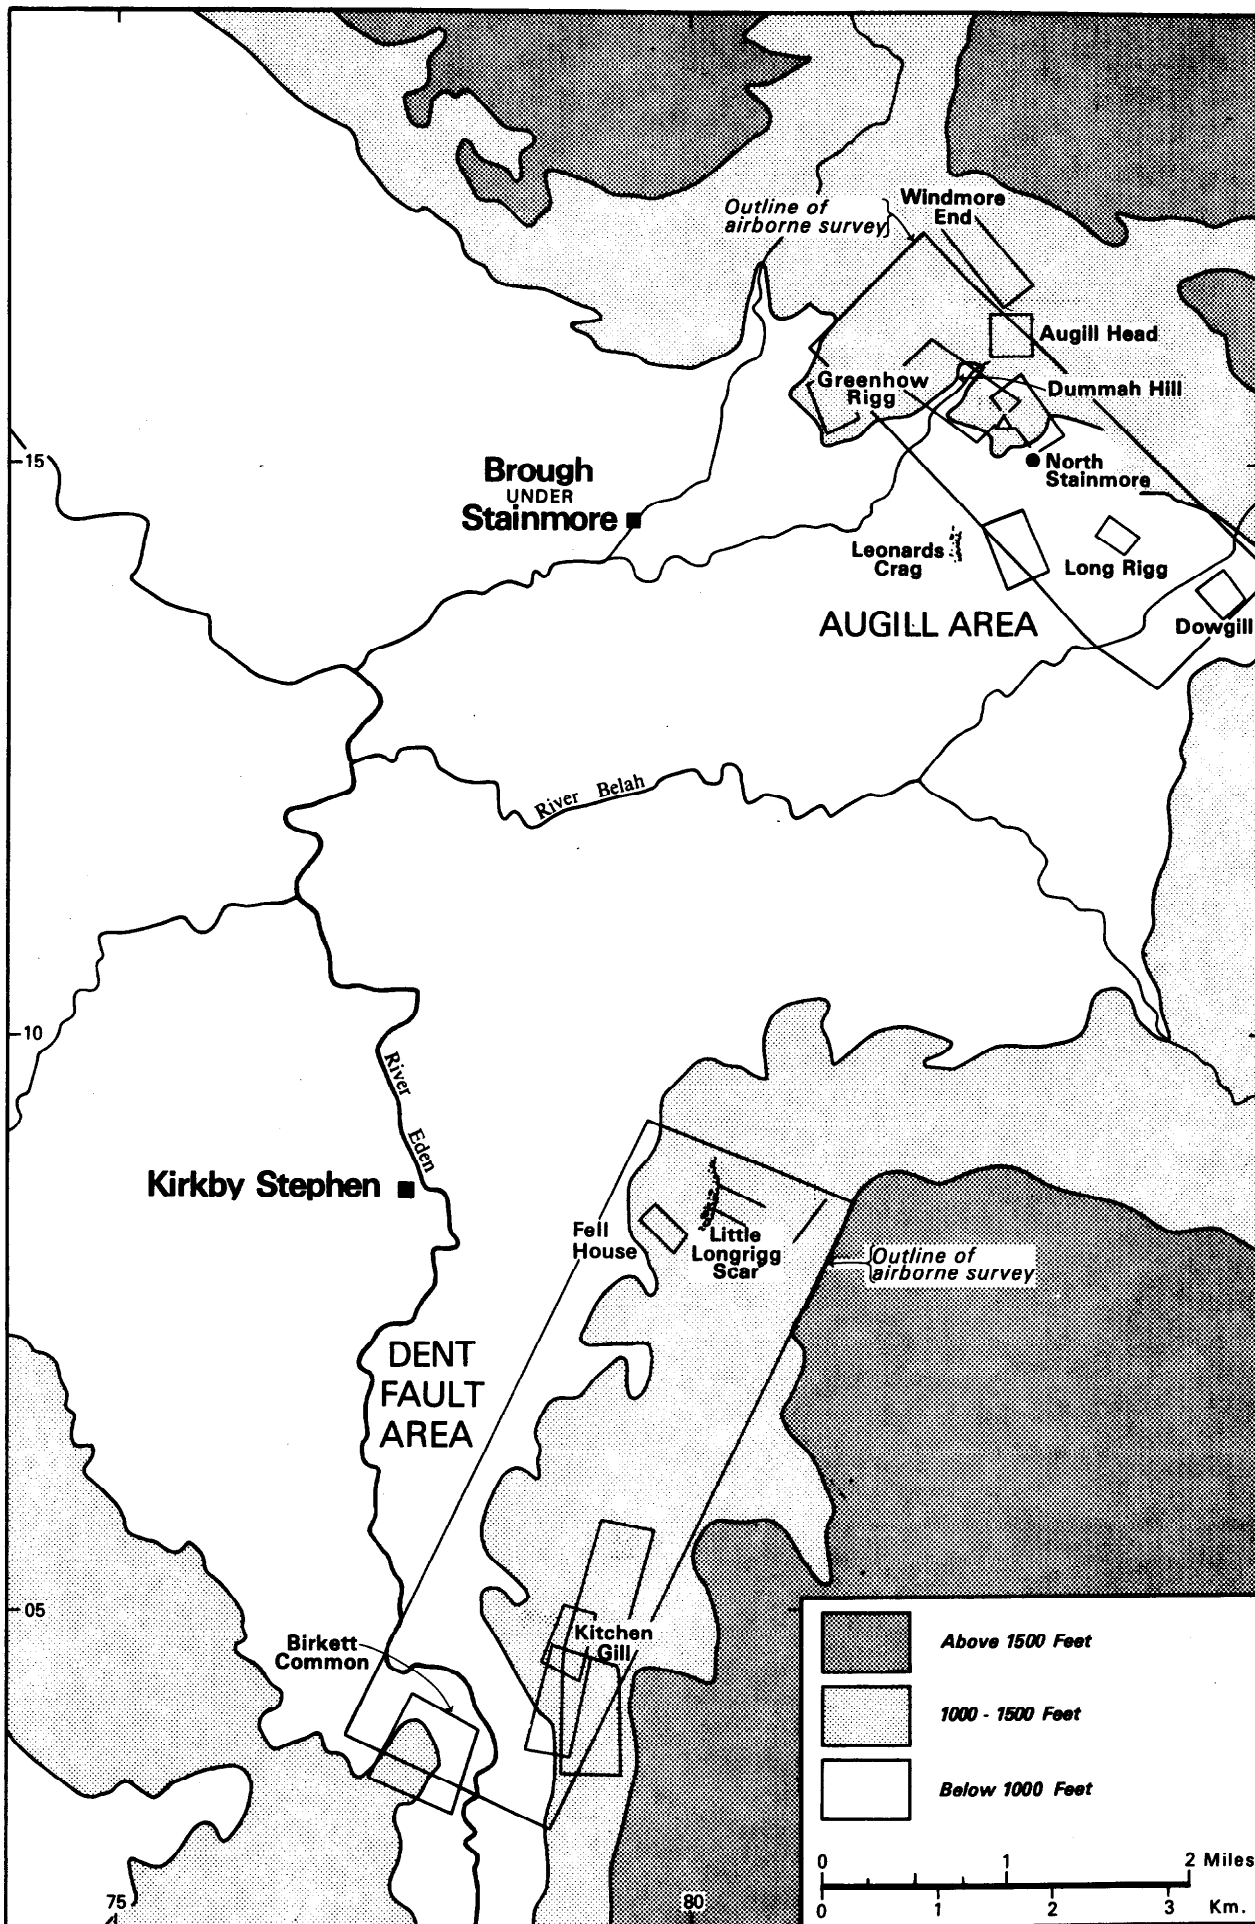 Outline of
airborne survey
Windmore
End
Augill Head
Greenhow
Rigg
Dummah Hill
15
Brough
UNDER
Stainmore
North
Stainmore
Leonards
Crag
Long Rigg
AUGILL AREA
Dowgill
River Belah
10
River Eden
Kirkby Stephen
Fell
House
Little
Longrigg
Scar
Outline of
airborne survey
DENT
FAULT
AREA
05
Birkett
Common
Kitchen
Gill
Above 1500 Feet
1000 - 1500 Feet
Below 1000 Feet
0 1 2 Miles
0 1 2 3 Km.
75
80